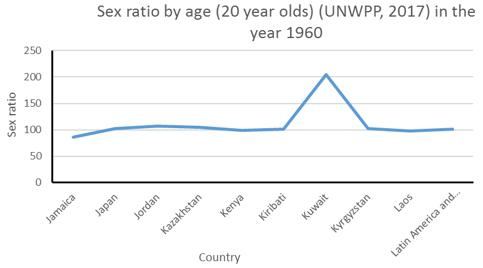 Sex ratio by age (20 year olds) (UNWPP, 2017) in the
year 1960
250
200
150
100
50
0
Sex ratio
Jamaica
Japan
Jordan
Kazakhstan
Kenya
Kiribati
Kuwait
Kyrgyzstan
Laos
Latin America and...
Country